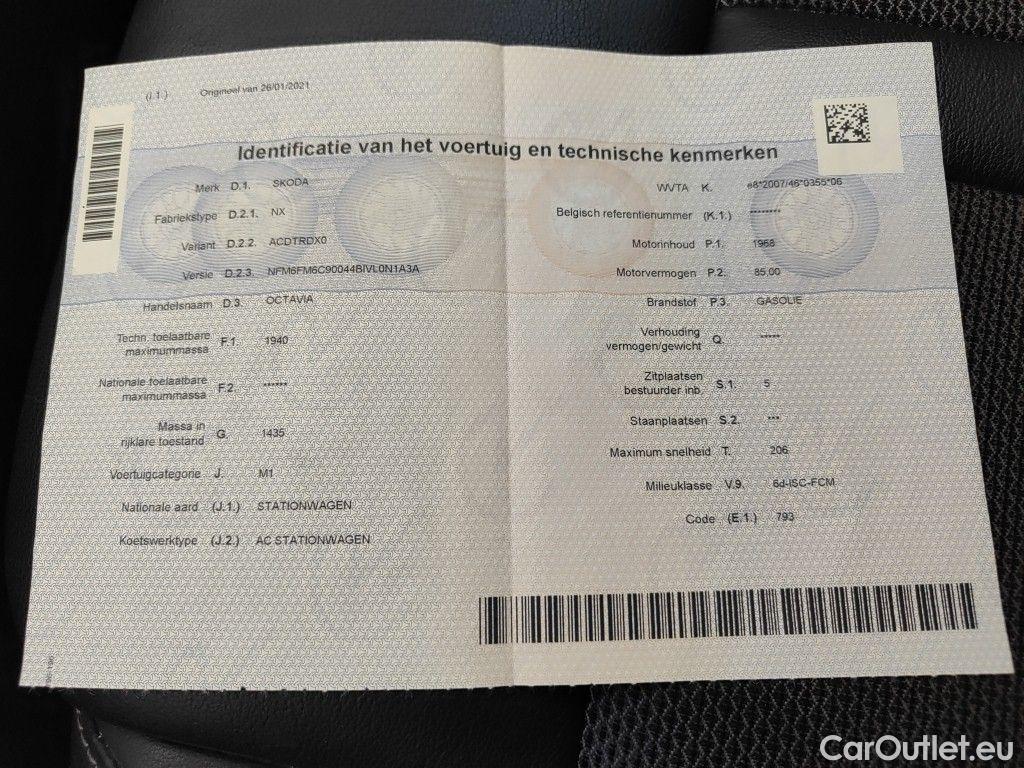 (I.1.) Origineel van 26/01/2021
Identificatie van het voertuig en technische kenmerken
Merk D.1. SKODA
Fabriekstype D.2.1. NX
Variant D.2.2. ACDTRDX0
Versie D.2.3. NFM6FM6C90044BIVL0N1A3A
Handelsnaam D.3. OCTAVIA
Techn. toelaatbare
maximummassa F.1. 1940
Nationale toelaatbare
maximummassa F.2. ******
Massa in
rijklare toestand G. 1435
Voertuigcategorie J. M1
Nationale aard (J.1.) STATIONWAGEN
Koetswerktype (J.2.) AC STATIONWAGEN
WVTA K. e8*2007/46*0355*06
Belgisch referentienummer (K.1.) ********
Motorinhoud P.1. 1968
Motorvermogen P.2. 85.00
Brandstof P.3. GASOLIE
Verhouding
vermogen/gewicht Q. *****
Zitplaatsen
bestuurder inb. S.1. 5
Staanplaatsen S.2. ***
Maximum snelheid T. 206
Milieuklasse V.9. 6d-ISC-FCM
Code (E.1.) 793
CarOutlet.eu